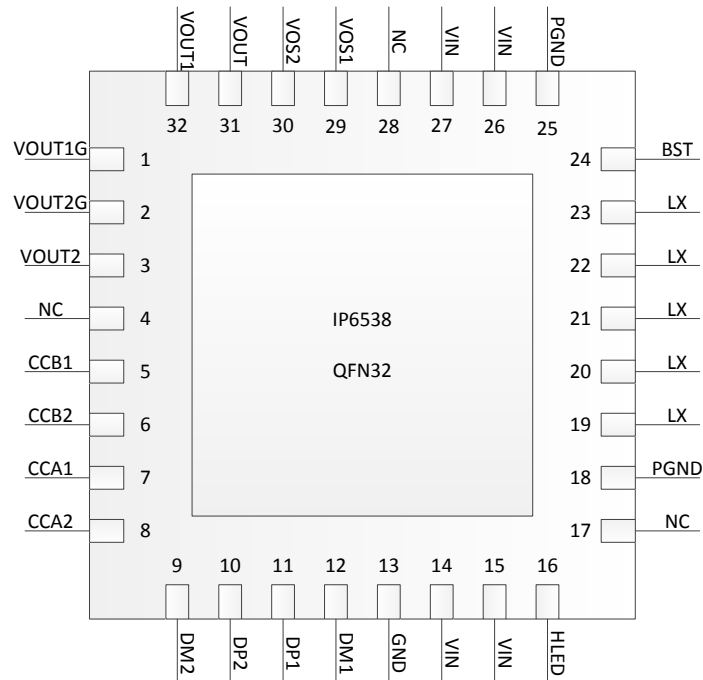 VOUT1
VOUT
VOS2
VOS1
NC
VIN
VIN
PGND
32 31 30 29 28 27 26 25
VOUT1G 1 24 BST
VOUT2G 2 23 LX
VOUT2 3 22 LX
NC 4 IP6538 21 LX
CCB1 5 QFN32 20 LX
CCB2 6 19 LX
CCA1 7 18 PGND
CCA2 8 17 NC
9 10 11 12 13 14 15 16
DM2
DP2
DP1
DM1
GND
VIN
VIN
HLED